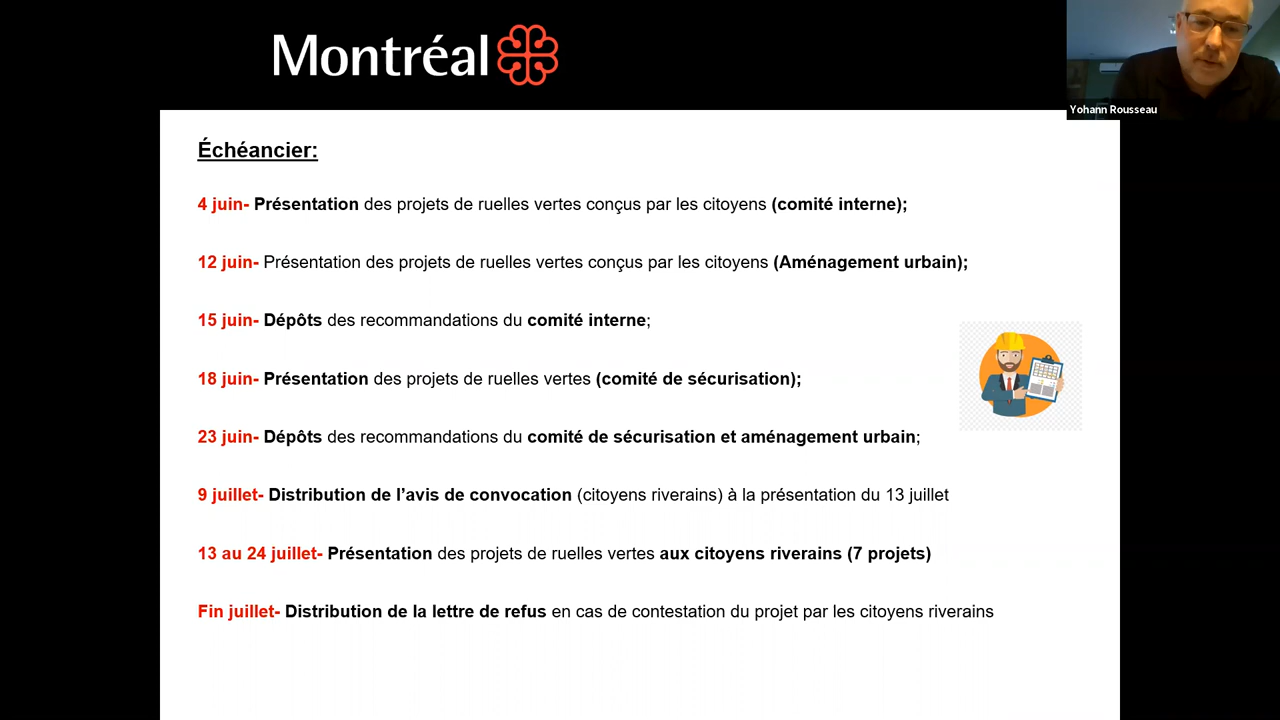 Montréal
Yohann Rousseau
Échéancier:
4 juin- Présentation des projets de ruelles vertes conçus par les citoyens (comité interne);
12 juin- Présentation des projets de ruelles vertes conçus par les citoyens (Aménagement urbain);
15 juin- Dépôts des recommandations du comité interne;
18 juin- Présentation des projets de ruelles vertes (comité de sécurisation);
23 juin- Dépôts des recommandations du comité de sécurisation et aménagement urbain;
9 juillet- Distribution de l’avis de convocation (citoyens riverains) à la présentation du 13 juillet
13 au 24 juillet- Présentation des projets de ruelles vertes aux citoyens riverains (7 projets)
Fin juillet- Distribution de la lettre de refus en cas de contestation du projet par les citoyens riverains